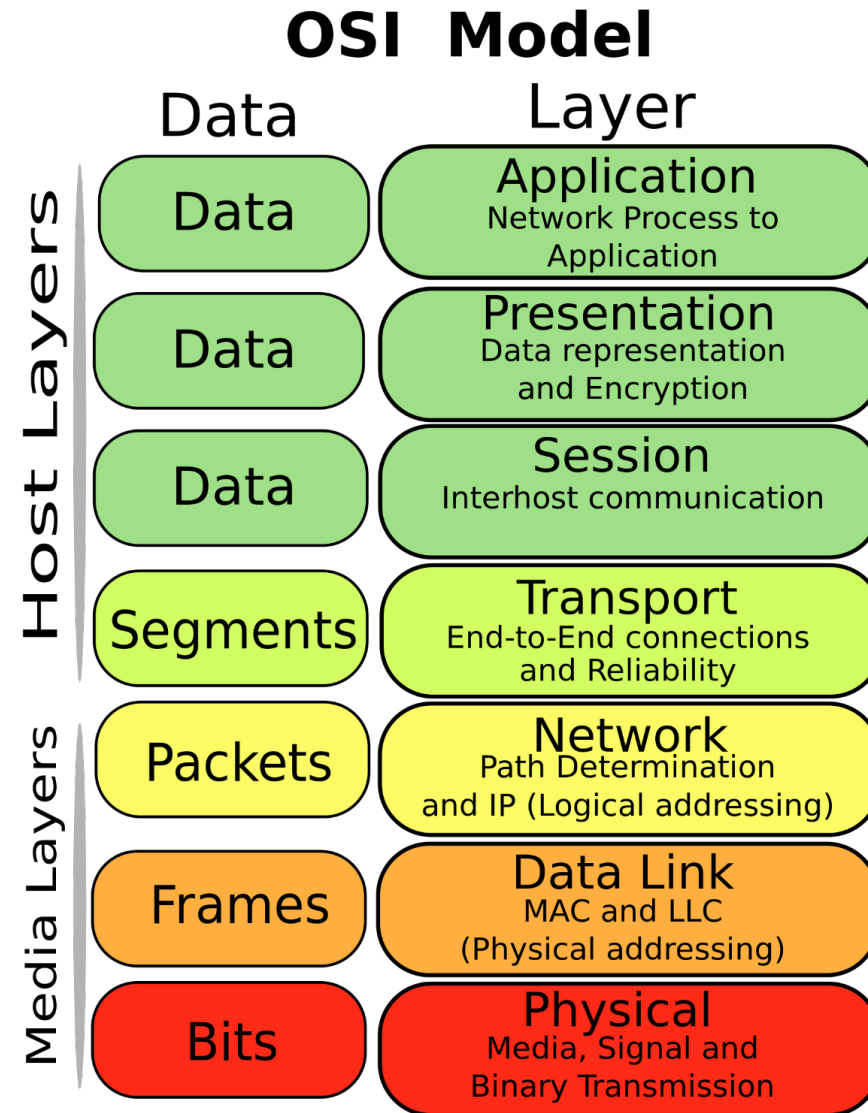 OSI Model
Data
Layer
Host Layers
Data
Application
Network Process to
Application
Data
Presentation
Data representation
and Encryption
Data
Session
Interhost communication
Segments
Transport
End-to-End connections
and Reliability
Media Layers
Packets
Network
Path Determination
and IP (Logical addressing)
Frames
Data Link
MAC and LLC
(Physical addressing)
Bits
Physical
Media, Signal and
Binary Transmission